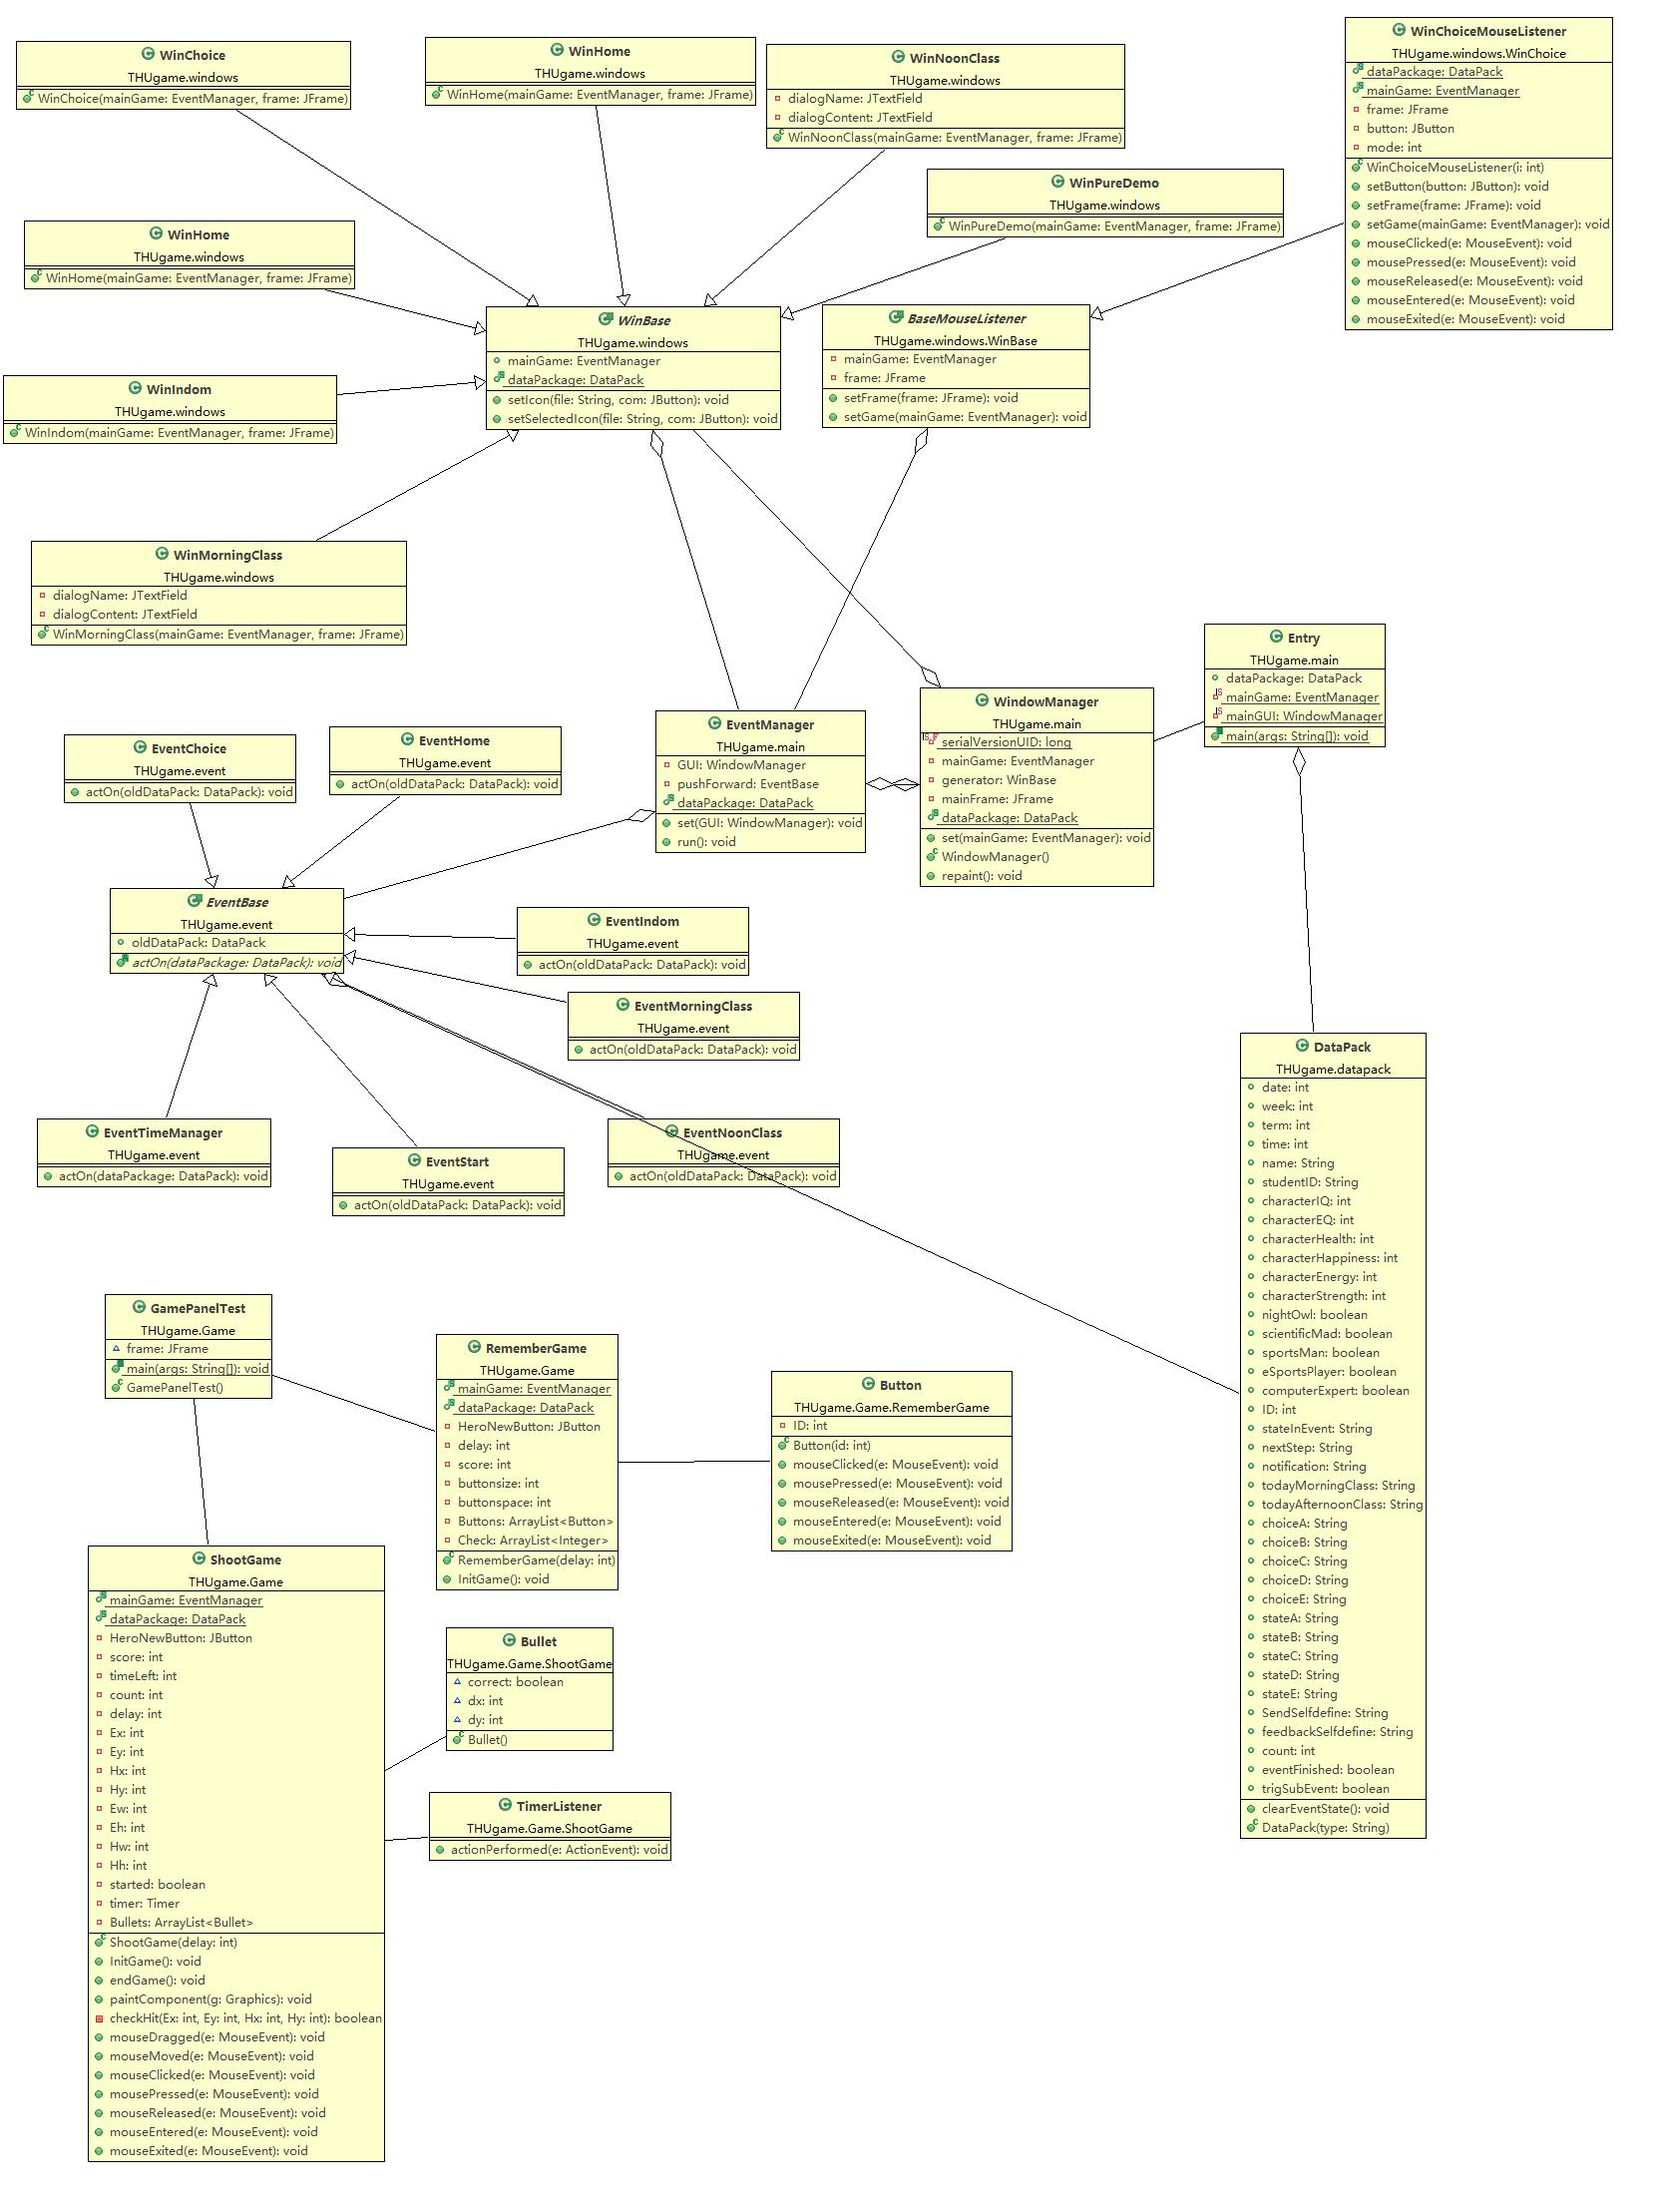 WinChoice
THUgame.windows
WinChoice(mainGame: EventManager, frame: JFrame)
WinHome
THUgame.windows
WinHome(mainGame: EventManager, frame: JFrame)
WinNoonClass
THUgame.windows
dialogName: JTextField
dialogContent: JTextField
WinNoonClass(mainGame: EventManager, frame: JFrame)
WinChoiceMouseListener
THUgame.windows.WinChoice
dataPackage: DataPack
mainGame: EventManager
frame: JFrame
button: JButton
mode: int
WinChoiceMouseListener(i: int)
setButton(button: JButton): void
setFrame(frame: JFrame): void
setGame(mainGame: EventManager): void
mouseClicked(e: MouseEvent): void
mousePressed(e: MouseEvent): void
mouseReleased(e: MouseEvent): void
mouseEntered(e: MouseEvent): void
mouseExited(e: MouseEvent): void
WinPureDemo
THUgame.windows
WinPureDemo(mainGame: EventManager, frame: JFrame)
WinHome
THUgame.windows
WinHome(mainGame: EventManager, frame: JFrame)
WinBase
THUgame.windows
mainGame: EventManager
dataPackage: DataPack
setIcon(file: String, com: JButton): void
setSelectedIcon(file: String, com: JButton): void
BaseMouseListener
THUgame.windows.WinBase
mainGame: EventManager
frame: JFrame
setFrame(frame: JFrame): void
setGame(mainGame: EventManager): void
WinIndom
THUgame.windows
WinIndom(mainGame: EventManager, frame: JFrame)
WinMorningClass
THUgame.windows
dialogName: JTextField
dialogContent: JTextField
WinMorningClass(mainGame: EventManager, frame: JFrame)
Entry
THUgame.main
dataPackage: DataPack
mainGame: EventManager
mainGUI: WindowManager
main(args: String[]): void
WindowManager
THUgame.main
serialVersionUID: long
mainGame: EventManager
generator: WinBase
mainFrame: JFrame
dataPackage: DataPack
set(mainGame: EventManager): void
WindowManager()
repaint(): void
EventManager
THUgame.main
GUI: WindowManager
pushForward: EventBase
dataPackage: DataPack
set(GUI: WindowManager): void
run(): void
EventChoice
THUgame.event
actOn(oldDataPack: DataPack): void
EventHome
THUgame.event
actOn(oldDataPack: DataPack): void
EventBase
THUgame.event
oldDataPack: DataPack
actOn(dataPackage: DataPack): void
EventIndom
THUgame.event
actOn(oldDataPack: DataPack): void
EventMorningClass
THUgame.event
actOn(oldDataPack: DataPack): void
EventTimeManager
THUgame.event
actOn(dataPackage: DataPack): void
EventStart
THUgame.event
actOn(oldDataPack: DataPack): void
EventNoonClass
THUgame.event
actOn(oldDataPack: DataPack): void
DataPack
THUgame.datapack
date: int
week: int
term: int
time: int
name: String
studentID: String
characterIQ: int
characterEQ: int
characterHealth: int
characterHappiness: int
characterEnergy: int
characterStrength: int
nightOwl: boolean
scientificMad: boolean
sportsMan: boolean
eSportsPlayer: boolean
computerExpert: boolean
ID: int
stateInEvent: String
nextStep: String
notification: String
todayMorningClass: String
todayAfternoonClass: String
choiceA: String
choiceB: String
choiceC: String
choiceD: String
choiceE: String
stateA: String
stateB: String
stateC: String
stateD: String
stateE: String
SendSelfdefine: String
feedbackSelfdefine: String
count: int
eventFinished: boolean
trigSubEvent: boolean
clearEventState(): void
DataPack(type: String)
GamePanelTest
THUgame.Game
frame: JFrame
main(args: String[]): void
GamePanelTest()
RememberGame
THUgame.Game
mainGame: EventManager
dataPackage: DataPack
HeroNewButton: JButton
delay: int
score: int
buttonsize: int
buttonspace: int
Buttons: ArrayList<Button>
Check: ArrayList<Integer>
RememberGame(delay: int)
InitGame(): void
Button
THUgame.Game.RememberGame
ID: int
Button(id: int)
mouseClicked(e: MouseEvent): void
mousePressed(e: MouseEvent): void
mouseReleased(e: MouseEvent): void
mouseEntered(e: MouseEvent): void
mouseExited(e: MouseEvent): void
ShootGame
THUgame.Game
mainGame: EventManager
dataPackage: DataPack
HeroNewButton: JButton
score: int
timeLeft: int
count: int
delay: int
Ex: int
Ey: int
Hx: int
Hy: int
Ew: int
Eh: int
Hw: int
Hh: int
started: boolean
timer: Timer
Bullets: ArrayList<Bullet>
ShootGame(delay: int)
InitGame(): void
endGame(): void
paintComponent(g: Graphics): void
checkHit(Ex: int, Ey: int, Hx: int, Hy: int): boolean
mouseDragged(e: MouseEvent): void
mouseMoved(e: MouseEvent): void
mouseClicked(e: MouseEvent): void
mousePressed(e: MouseEvent): void
mouseReleased(e: MouseEvent): void
mouseEntered(e: MouseEvent): void
mouseExited(e: MouseEvent): void
Bullet
THUgame.Game.ShootGame
correct: boolean
dx: int
dy: int
Bullet()
TimerListener
THUgame.Game.ShootGame
actionPerformed(e: ActionEvent): void